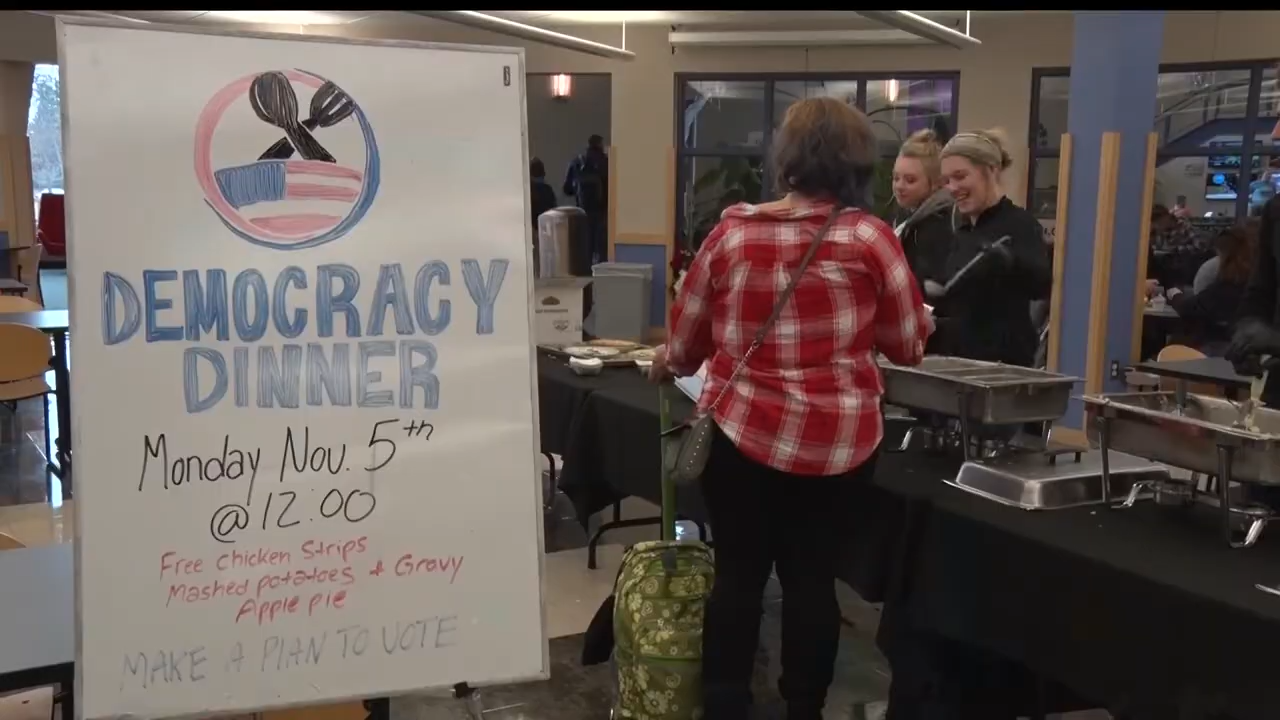 DEMOCRACY
DINNER
Monday Nov. 5th
@ 12:00
Free chicken strips
Mashed potatoes + Gravy
Apple pie
MAKE A PLAN TO VOTE